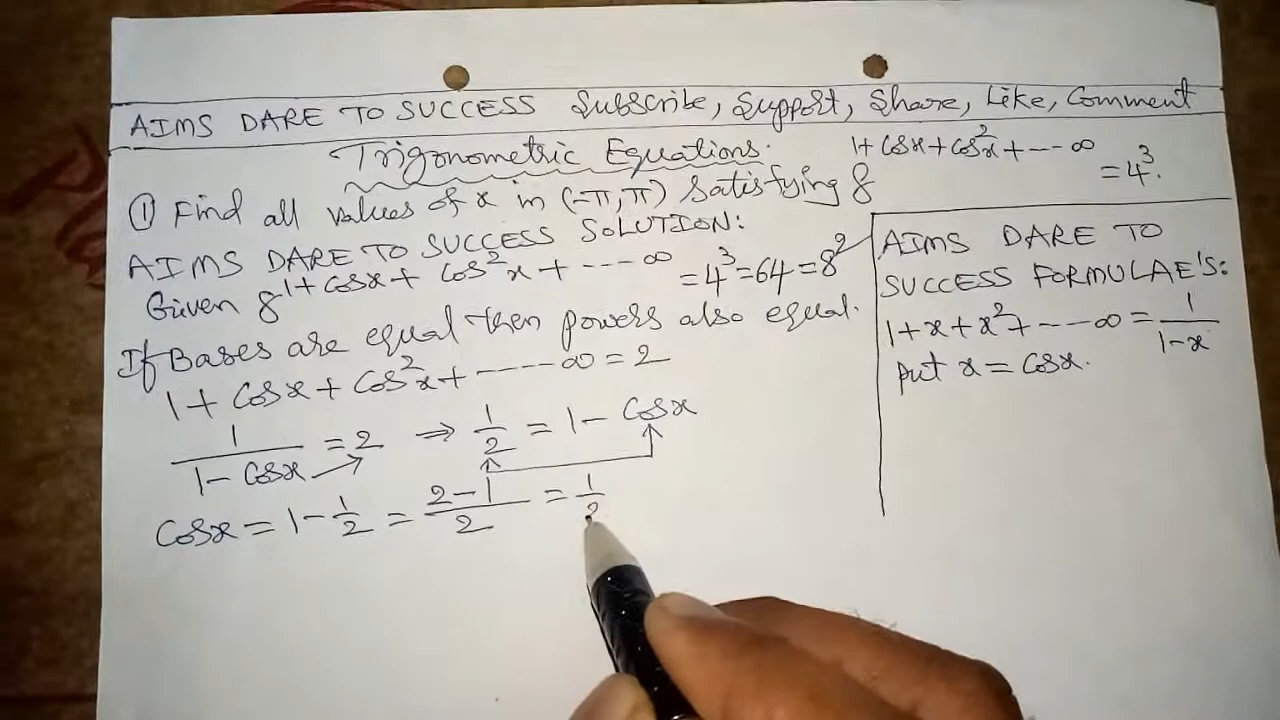 AIMS DARE TO SUCCESS Subscribe, Support, Share, Like, Comment
Trigonometric Equations.
① Find all values of x in (-π, π) Satisfying 8^(1+Cosx+Cos²x+----∞) = 4³.
AIMS DARE TO SUCCESS SOLUTION:
Given 8^(1+Cosx+Cos²x+----∞) = 4³ = 64 = 8²
If Bases are equal then powers also equal.
1 + Cosx + Cos²x + -----∞ = 2
1/(1-Cosx) = 2 ⇒ 1/2 = 1 - Cosx
Cosx = 1 - 1/2 = (2-1)/2 = 1/2
AIMS DARE TO
SUCCESS FORMULAE'S:
1+x+x²+----∞ = 1/(1-x)
put x = Cosx.